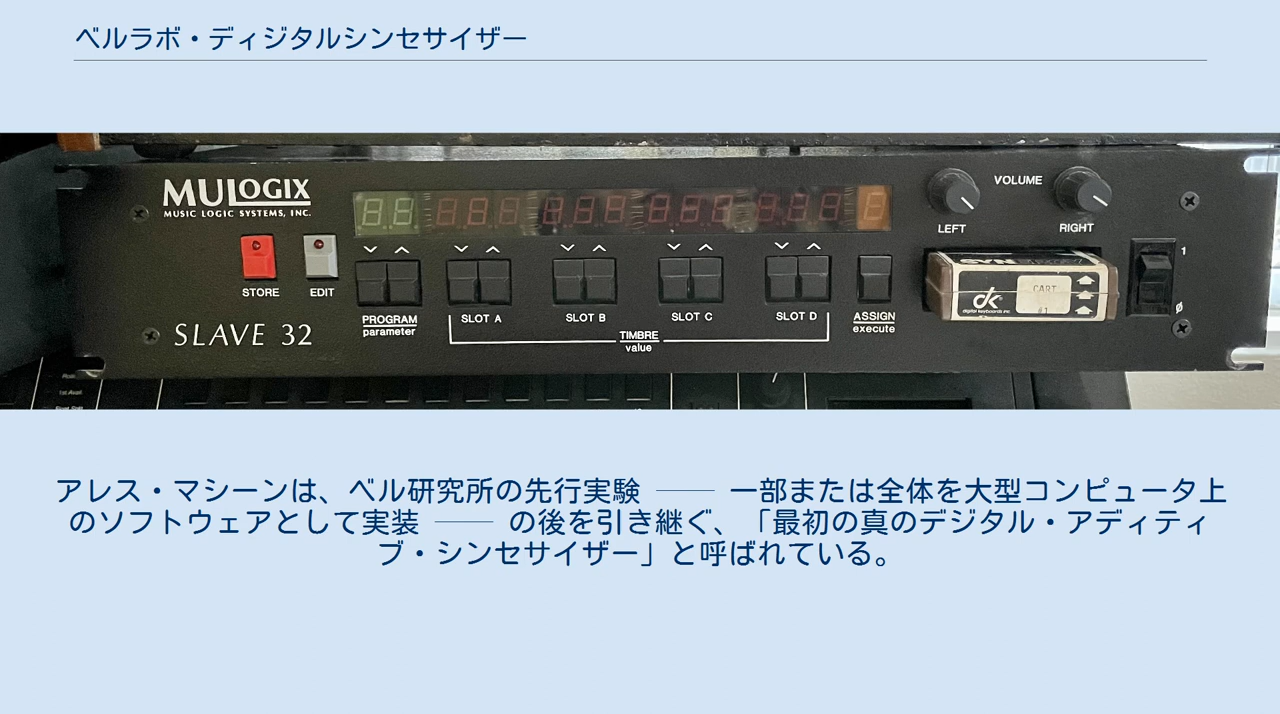 ベルラボ・ディジタルシンセサイザー
MULOGIX
MUSIC LOGIC SYSTEMS, INC.
VOLUME
LEFT
RIGHT
STORE
EDIT
PROGRAM
parameter
SLOT A
SLOT B
SLOT C
SLOT D
TIMBRE
value
ASSIGN
execute
SLAVE 32
dk
digital keyboards inc
CART
#1
1
0
アレス・マシーンは、ベル研究所の先行実験 ―― 一部または全体を大型コンピュータ上
のソフトウェアとして実装 ―― の後を引き継ぐ、「最初の真のデジタル・アディティ
ブ・シンセサイザー」と呼ばれている。